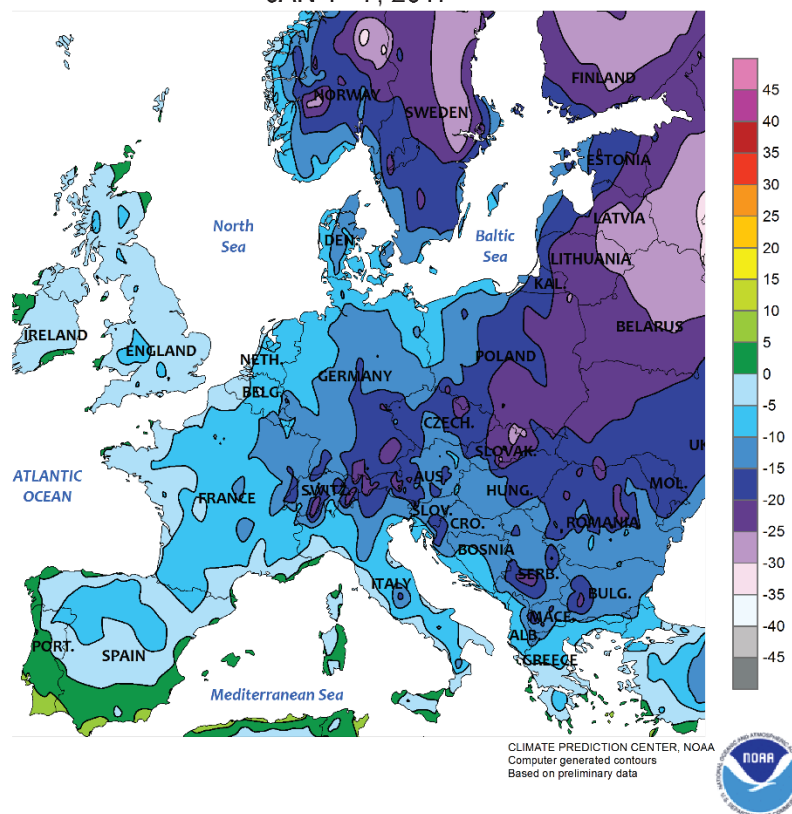 FINLAND
NORWAY
SWEDEN
ESTONIA
North
Sea
Baltic
Sea
DEN.
LATVIA
LITHUANIA
KAL.
IRELAND
ENGLAND
BELARUS
NETH.
POLAND
GERMANY
BELG.
CZECH.
UK
SLOVAK.
ATLANTIC
OCEAN
FRANCE
SWITZ.
AUS.
HUNG.
MOL.
SLOV.
CRO.
ROMANIA
BOSNIA
ITALY
SERB.
BULG.
MACE.
ALB.
PORT.
SPAIN
GREECE
Mediterranean Sea
45
40
35
30
25
20
15
10
5
0
-5
-10
-15
-20
-25
-30
-35
-40
-45
CLIMATE PREDICTION CENTER, NOAA
Computer generated contours
Based on preliminary data
NOAA